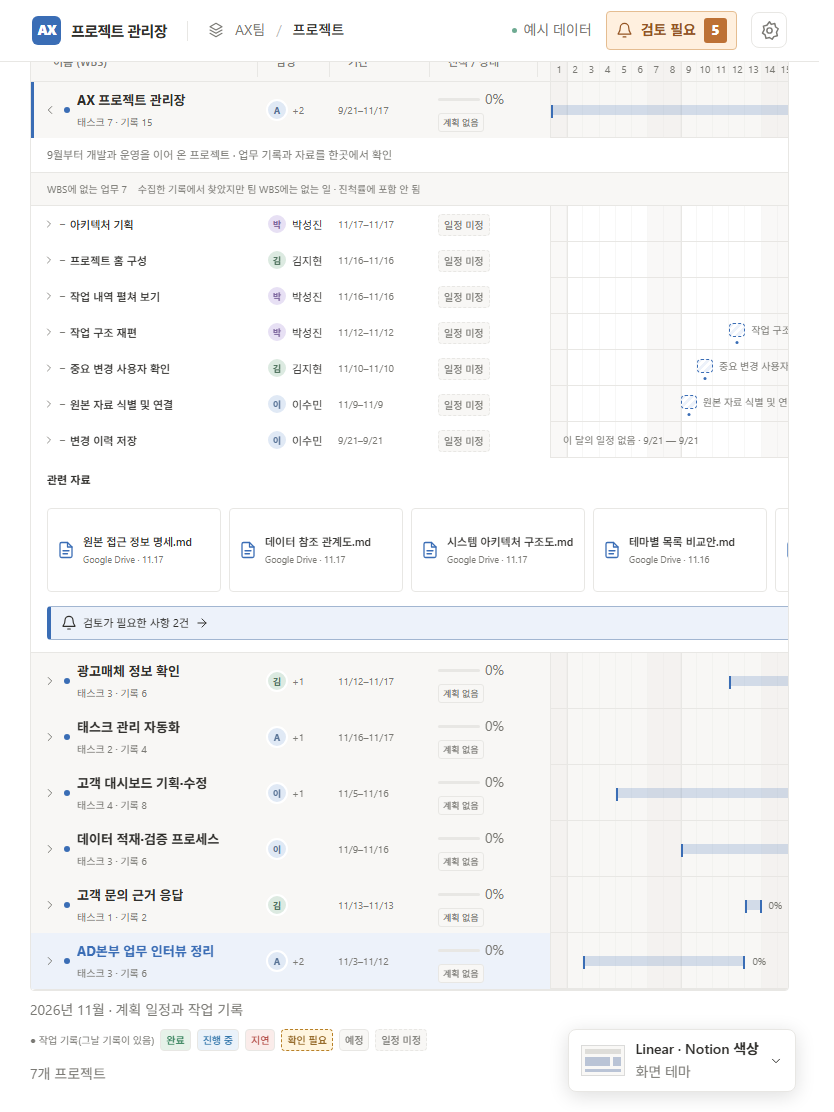 AX 프로젝트 관리장 AX팀 / 프로젝트 예시 데이터 검토 필요 5
1 2 3 4 5 6 7 8 9 10 11 12 13 14 15
AX 프로젝트 관리장
태스크 7 · 기록 15
A +2 9/21–11/17 0%
계획 없음
9월부터 개발과 운영을 이어 온 프로젝트 · 업무 기록과 자료를 한곳에서 확인
WBS에 없는 업무 7 수집한 기록에서 찾았지만 팀 WBS에는 없는 일 · 진척률에 포함 안 됨
– 아키텍처 기획 박 박성진 11/17–11/17 일정 미정
– 프로젝트 홈 구성 김 김지현 11/16–11/16 일정 미정
– 작업 내역 펼쳐 보기 박 박성진 11/16–11/16 일정 미정
– 작업 구조 재편 박 박성진 11/12–11/12 일정 미정 작업 구조
– 중요 변경 사용자 확인 김 김지현 11/10–11/10 일정 미정 중요 변경 사용자
– 원본 자료 식별 및 연결 이 이수민 11/9–11/9 일정 미정 원본 자료 식별 및 연
– 변경 이력 저장 이 이수민 9/21–9/21 일정 미정 이 달의 일정 없음 · 9/21 — 9/21
관련 자료
원본 접근 정보 명세.md
Google Drive · 11.17
데이터 참조 관계도.md
Google Drive · 11.17
시스템 아키텍처 구조도.md
Google Drive · 11.17
테마별 목록 비교안.md
Google Drive · 11.16
검토가 필요한 사항 2건 →
광고매체 정보 확인
태스크 3 · 기록 6
김 +1 11/12–11/17 0%
계획 없음
태스크 관리 자동화
태스크 2 · 기록 4
A +1 11/16–11/17 0%
계획 없음
고객 대시보드 기획·수정
태스크 4 · 기록 8
이 +1 11/5–11/16 0%
계획 없음
데이터 적재·검증 프로세스
태스크 3 · 기록 6
이 11/9–11/16 0%
계획 없음
고객 문의 근거 응답
태스크 1 · 기록 2
김 11/13–11/13 0%
계획 없음
0%
AD본부 업무 인터뷰 정리
태스크 3 · 기록 6
A +2 11/3–11/12 0%
계획 없음
0%
2026년 11월 · 계획 일정과 작업 기록
● 작업 기록(그날 기록이 있음) 완료 진행 중 지연 확인 필요 예정 일정 미정
7개 프로젝트
Linear · Notion 색상
화면 테마